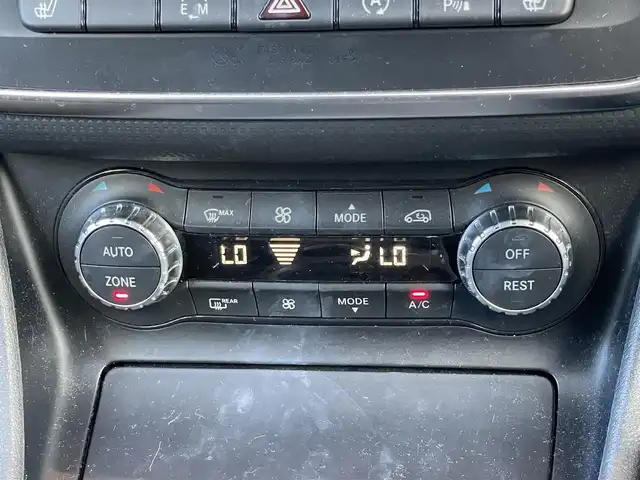 E M
A
P
MAX
MODE
AUTO
ZONE
LO
LO
OFF
REST
REAR
MODE
A/C